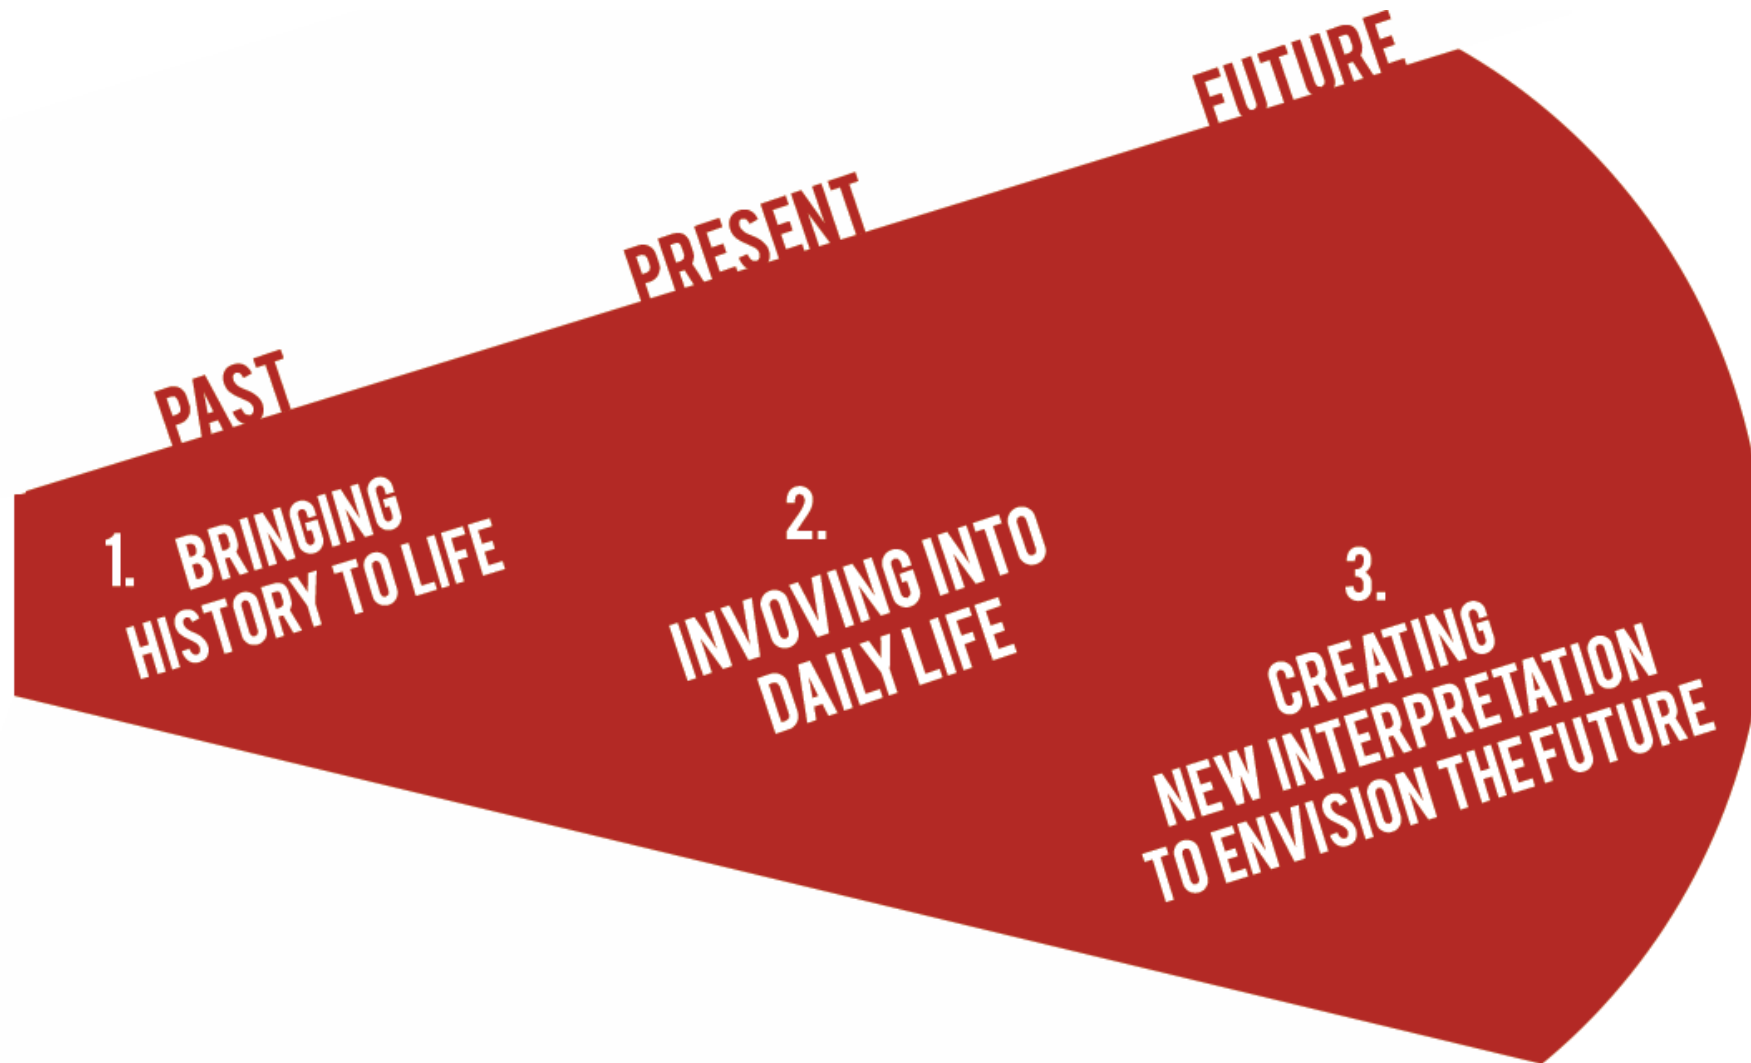 PAST
PRESENT
FUTURE
1. BRINGING
HISTORY TO LIFE
2.
INVOVING INTO
DAILY LIFE
3.
CREATING
NEW INTERPRETATION
TO ENVISION THE FUTURE